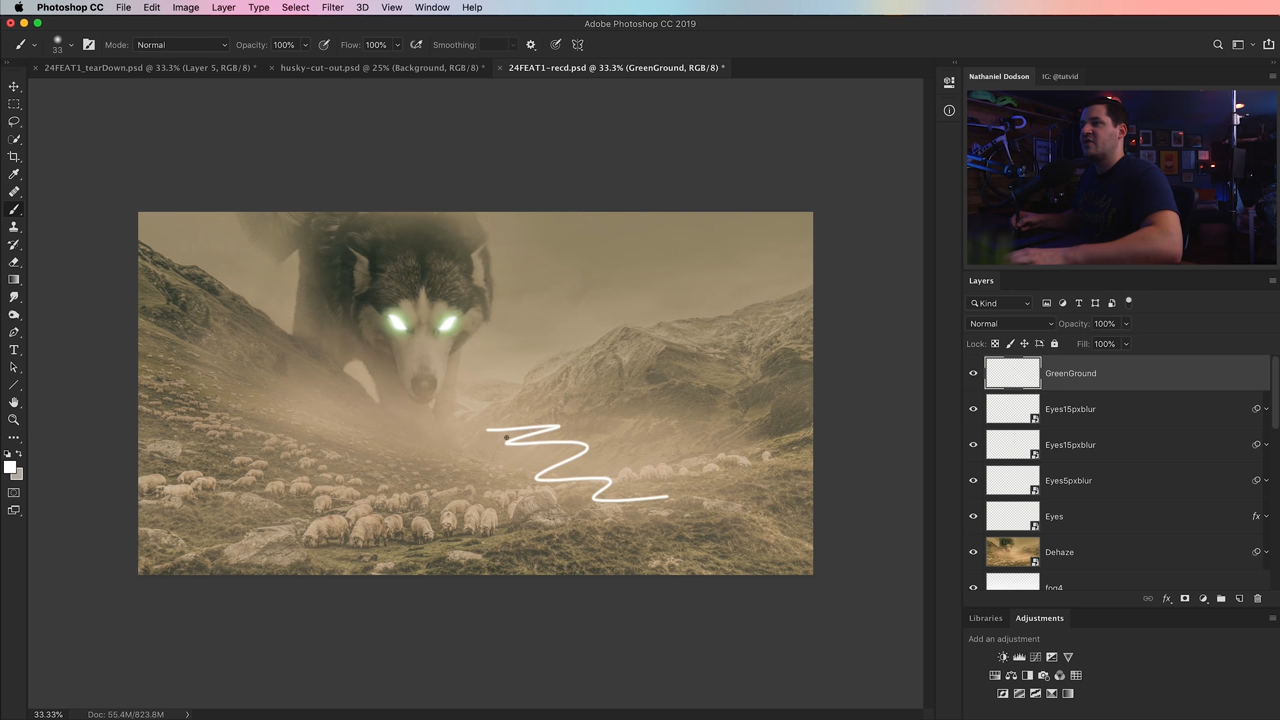 Photoshop CC File Edit Image Layer Type Select Filter 3D View Window Help
Adobe Photoshop CC 2019
33 Mode: Normal Opacity: 100% Flow: 100% Smoothing:
24FEAT1_tearDown.psd @ 33.3% (Layer 5, RGB/8) * husky-cut-out.psd @ 25% (Background, RGB/8) * 24FEAT1-recd.psd @ 33.3% (GreenGround, RGB/8) *
Nathaniel Dodson IG: @tutvid
Layers
Kind
Normal Opacity: 100%
Lock: Fill: 100%
GreenGround
Eyes15pxblur
Eyes15pxblur
Eyes5pxblur
Eyes fx
Dehaze
fog4
fx
Libraries Adjustments
Add an adjustment
33.33% Doc: 55.4M/823.8M